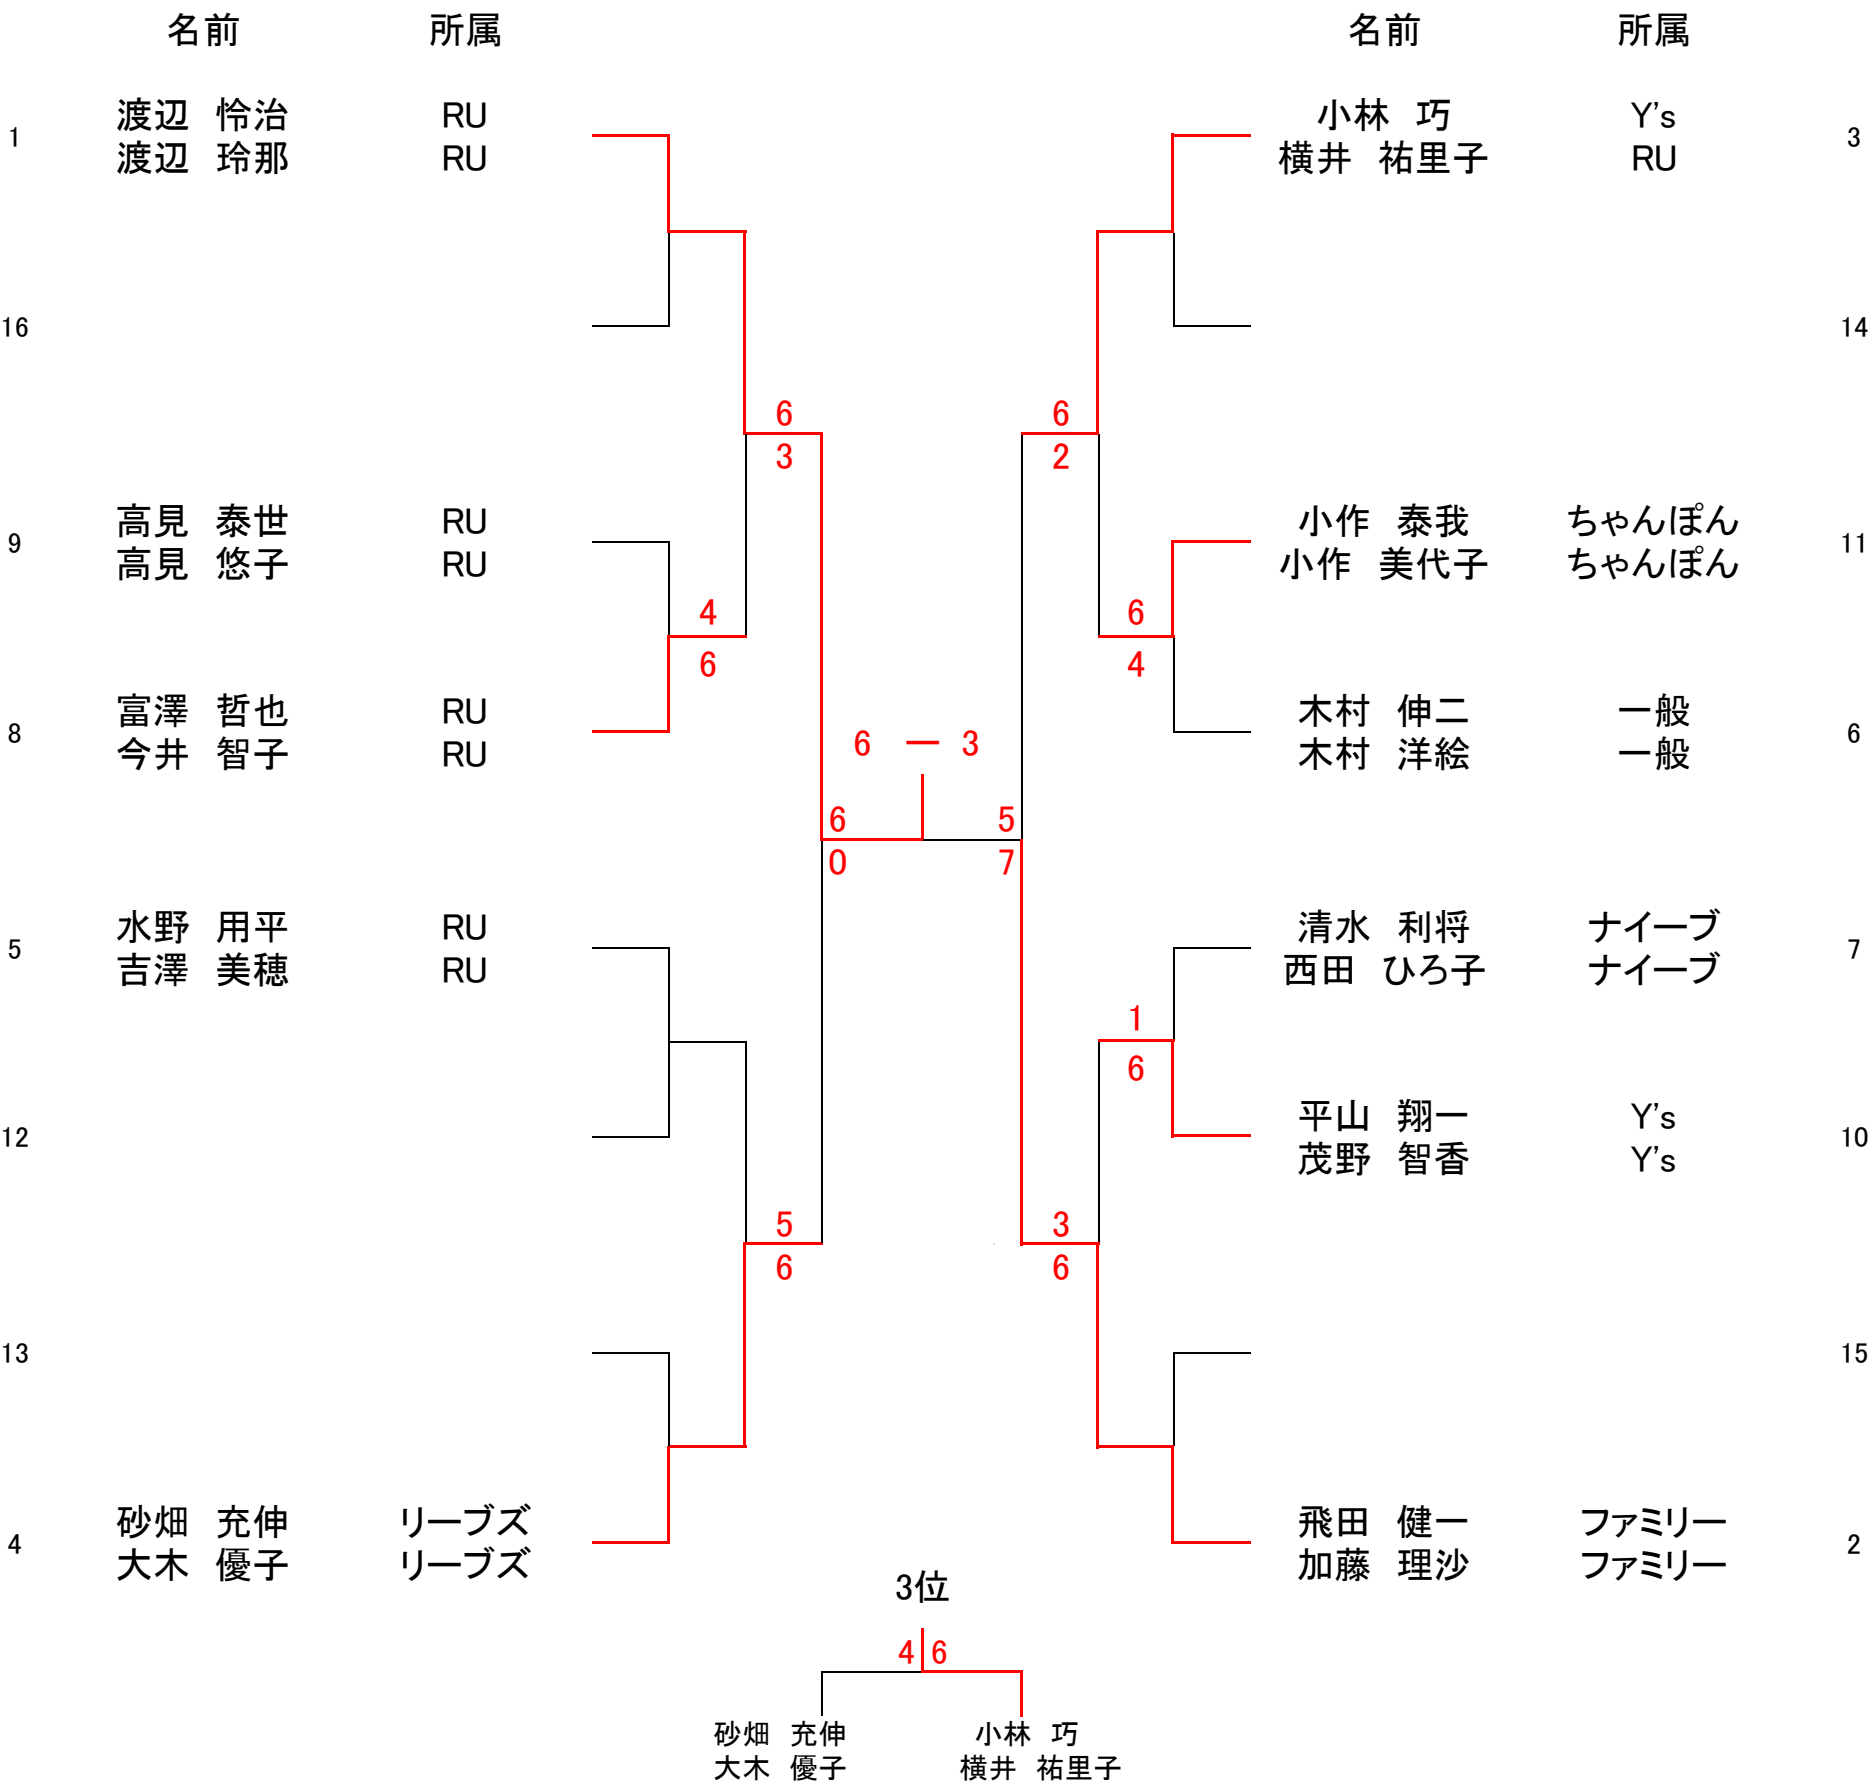 名前 所属 名前 所属
渡辺 怜治 RU 小林 巧 Y's
1 3
渡辺 玲那 RU 横井 祐里子 RU
16 14
6 6
3 2
高見 泰世 RU 小作 泰我 ちゃんぽん
9 11
高見 悠子 RU 小作 美代子 ちゃんぽん
4 6
6 4
富澤 哲也 RU 木村 伸二 一般
8 6
今井 智子 RU 6 ー 3 木村 洋絵 一般
6 5
0 7
水野 用平 RU 清水 利将 ナイーブ
5 7
吉澤 美穂 RU 西田 ひろ子 ナイーブ
1
6
平山 翔一 Y's
12 10
茂野 智香 Y's
5 3
6 6
13 15
砂畑 充伸 リーブズ 飛田 健一 ファミリー
4 2
大木 優子 リーブズ 加藤 理沙 ファミリー
3位
4 6
砂畑 充伸 小林 巧
大木 優子 横井 祐里子